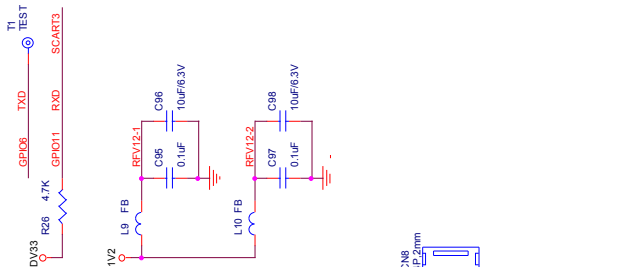 T1
TEST
SCART3
TXD
RXD
GPIO6
GPIO11
R26 4.7K
DV33
C96
10uF/6.3V
RFV12-1
C95
0.1uF
L9 FB
1V2
C98
10uF/6.3V
RFV12-2
C97
0.1uF
L10 FB
CN8